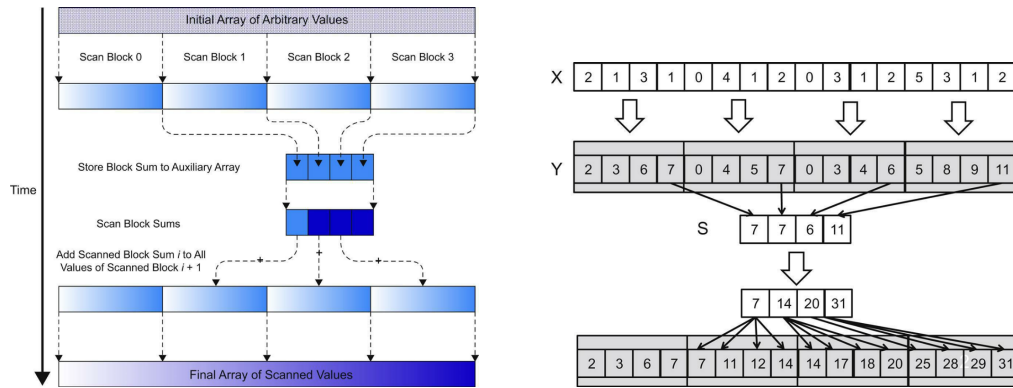 Initial Array of Arbitrary Values
Scan Block 0 Scan Block 1 Scan Block 2 Scan Block 3
Store Block Sum to Auxiliary Array
Time
Scan Block Sums
Add Scanned Block Sum i to All
Values of Scanned Block i + 1
+ + +
Final Array of Scanned Values
X 2 1 3 1 0 4 1 2 0 3 1 2 5 3 1 2
Y 2 3 6 7 0 4 5 7 0 3 4 6 5 8 9 11
S 7 7 6 11
7 14 20 31
2 3 6 7 7 11 12 14 14 17 18 20 25 28 29 31